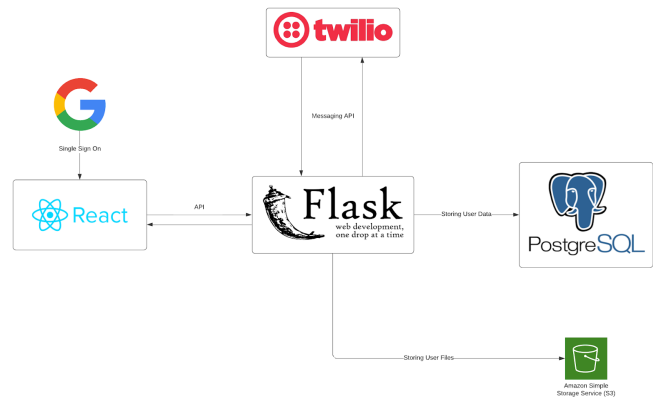 twilio
Messaging API
Single Sign On
React
API
Flask
web development,
one drop at a time
Storing User Data
PostgreSQL
Storing User Files
Amazon Simple
Storage Service (S3)